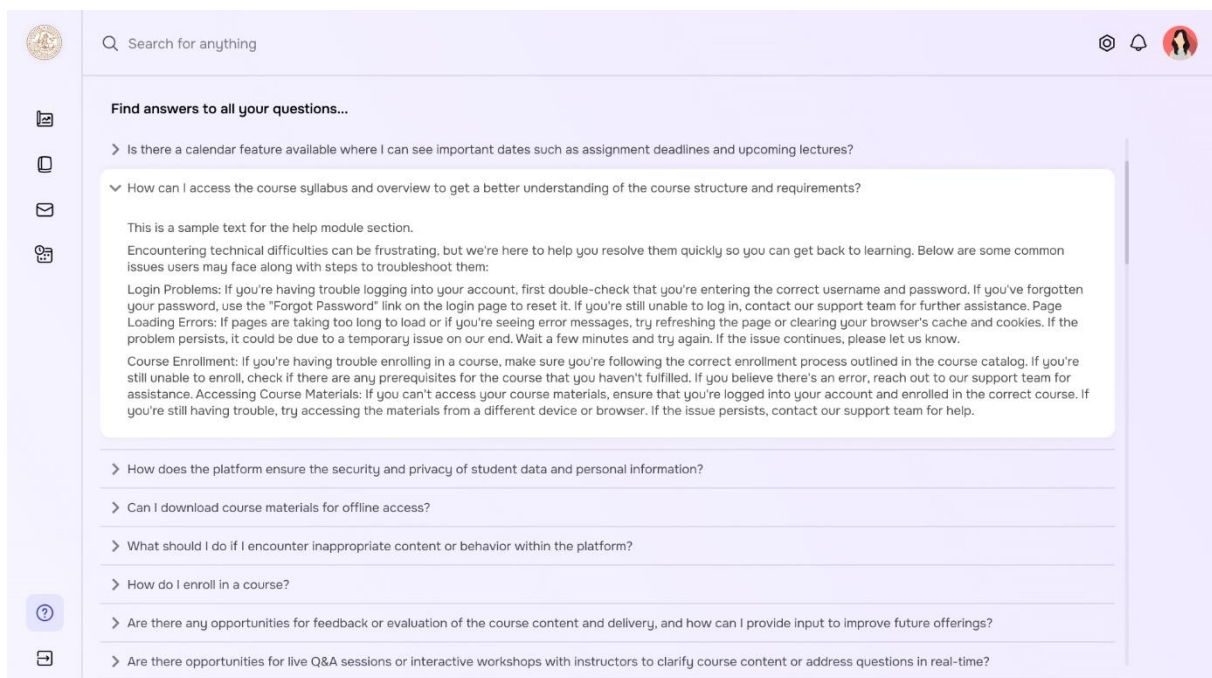 Search for anything
Find answers to all your questions...
Is there a calendar feature available where I can see important dates such as assignment deadlines and upcoming lectures?
How can I access the course syllabus and overview to get a better understanding of the course structure and requirements?
This is a sample text for the help module section.
Encountering technical difficulties can be frustrating, but we're here to help you resolve them quickly so you can get back to learning. Below are some common
issues users may face along with steps to troubleshoot them:
Login Problems: If you're having trouble logging into your account, first double-check that you're entering the correct username and password. If you've forgotten
your password, use the "Forgot Password" link on the login page to reset it. If you're still unable to log in, contact our support team for further assistance. Page
Loading Errors: If pages are taking too long to load or if you're seeing error messages, try refreshing the page or clearing your browser's cache and cookies. If the
problem persists, it could be due to a temporary issue on our end. Wait a few minutes and try again. If the issue continues, please let us know.
Course Enrollment: If you're having trouble enrolling in a course, make sure you're following the correct enrollment process outlined in the course catalog. If you're
still unable to enroll, check if there are any prerequisites for the course that you haven't fulfilled. If you believe there's an error, reach out to our support team for
assistance. Accessing Course Materials: If you can't access your course materials, ensure that you're logged into your account and enrolled in the correct course. If
you're still having trouble, try accessing the materials from a different device or browser. If the issue persists, contact our support team for help.
How does the platform ensure the security and privacy of student data and personal information?
Can I download course materials for offline access?
What should I do if I encounter inappropriate content or behavior within the platform?
How do I enroll in a course?
Are there any opportunities for feedback or evaluation of the course content and delivery, and how can I provide input to improve future offerings?
Are there opportunities for live Q&A sessions or interactive workshops with instructors to clarify course content or address questions in real-time?